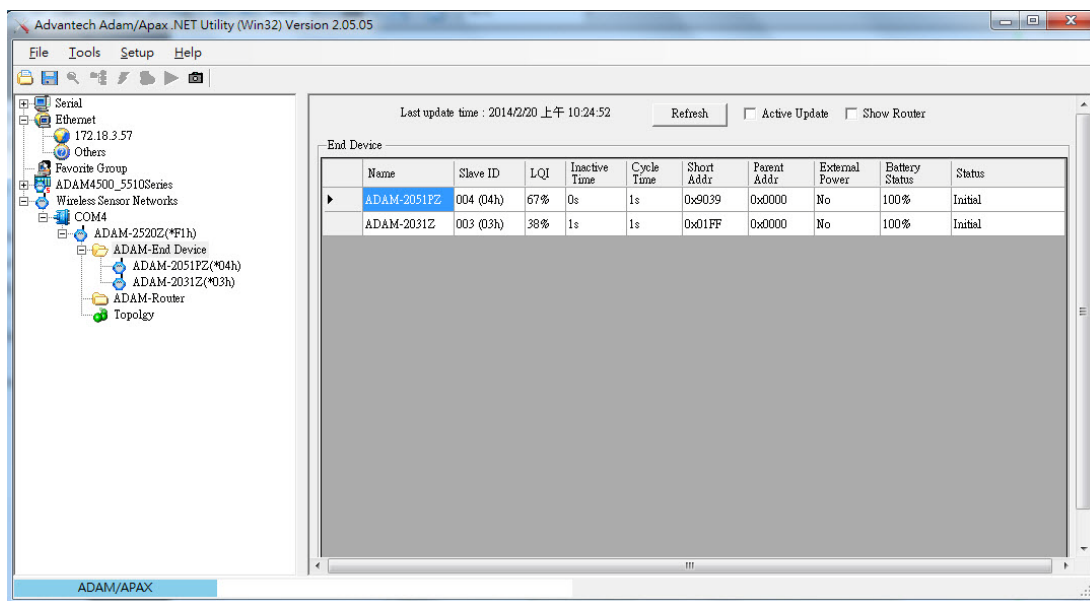 Advantech Adam/Apax .NET Utility (Win32) Version 2.05.05
File Tools Setup Help
Serial
Ethernet
172.18.3.57
Others
Favorite Group
ADAM4500_5510Series
Wireless Sensor Networks
COM4
ADAM-2520Z(*F1h)
ADAM-End Device
ADAM-2051PZ(*04h)
ADAM-2031Z(*03h)
ADAM-Router
Topolgy
Last update time : 2014/2/20 上午 10:24:52 Refresh Active Update Show Router
End Device
Name Slave ID LQI Inactive Time Cycle Time Short Addr Parent Addr External Power Battery Status Status
ADAM-2051PZ 004 (04h) 67% 0s 1s 0x9039 0x0000 No 100% Initial
ADAM-2031Z 003 (03h) 38% 1s 1s 0x01FF 0x0000 No 100% Initial
ADAM/APAX